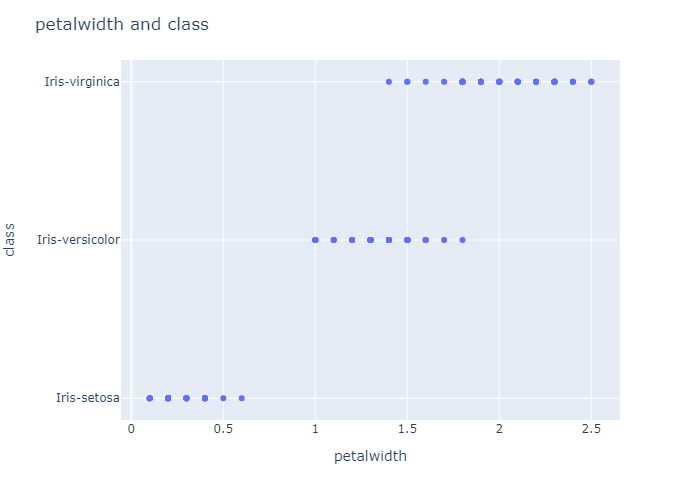 petalwidth and class
class
Iris-virginica
Iris-versicolor
Iris-setosa
0 0.5 1 1.5 2 2.5
petalwidth